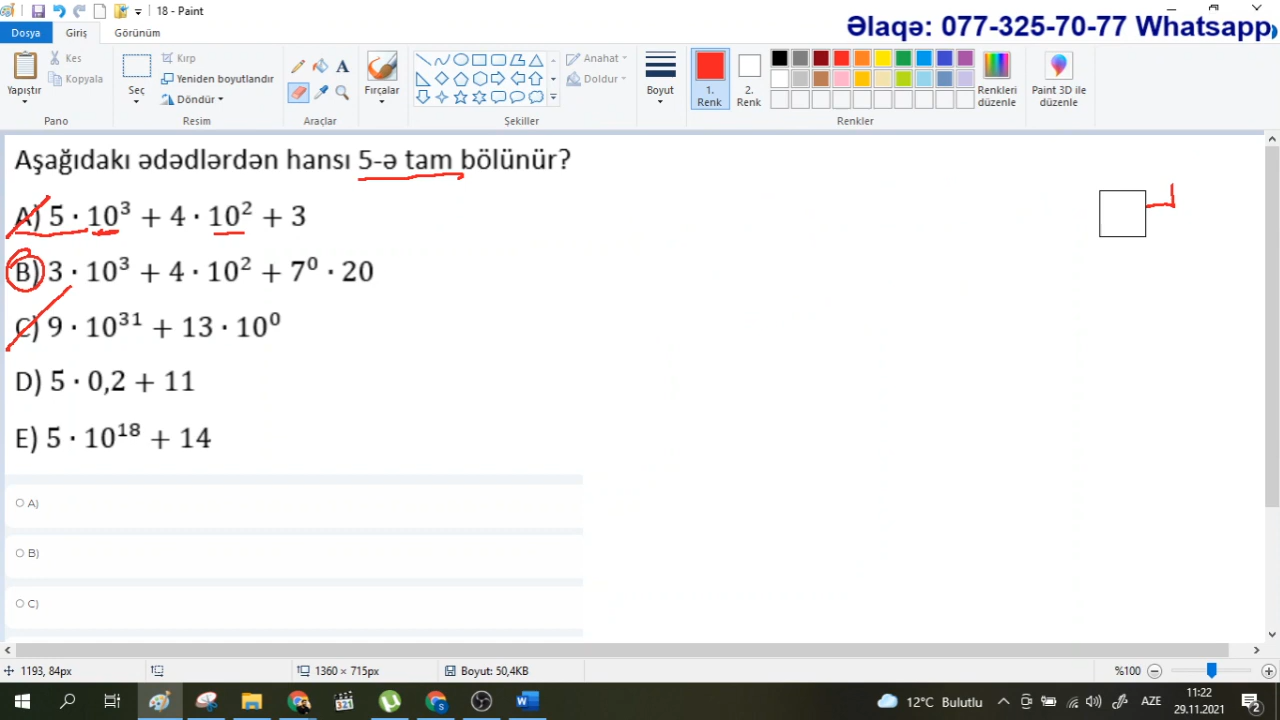 18 - Paint
Əlaqə: 077-325-70-77 Whatsapp
Dosya Giriş Görünüm
Yapıştır
Kes
Kopyala
Pano
Seç
Kırp
Yeniden boyutlandır
Döndür
Resim
A
Araçlar
Fırçalar
Anahat
Doldur
Şekiller
Boyut
1. Renk
2. Renk
Renkleri düzenle
Renkler
Paint 3D ile düzenle
Aşağıdakı ədədlərdən hansı 5-ə tam bölünür?
A) 5 · 10³ + 4 · 10² + 3
B) 3 · 10³ + 4 · 10² + 7⁰ · 20
C) 9 · 10³¹ + 13 · 10⁰
D) 5 · 0,2 + 11
E) 5 · 10¹⁸ + 14
A)
B)
C)
1193, 84px 1360 × 715px Boyut: 50,4KB %100
12°C Bulutlu AZE 11:22
29.11.2021 2